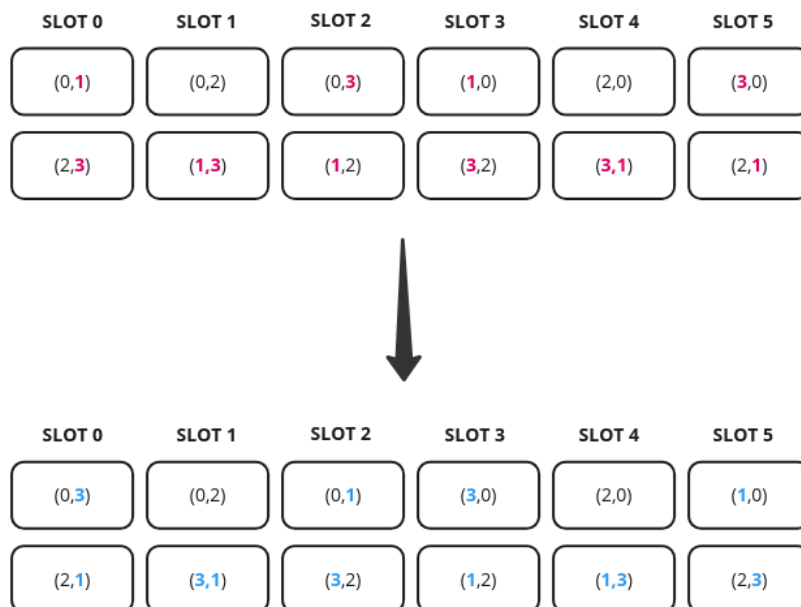 SLOT 0 SLOT 1 SLOT 2 SLOT 3 SLOT 4 SLOT 5
(0,1) (0,2) (0,3) (1,0) (2,0) (3,0)
(2,3) (1,3) (1,2) (3,2) (3,1) (2,1)
SLOT 0 SLOT 1 SLOT 2 SLOT 3 SLOT 4 SLOT 5
(0,3) (0,2) (0,1) (3,0) (2,0) (1,0)
(2,1) (3,1) (3,2) (1,2) (1,3) (2,3)